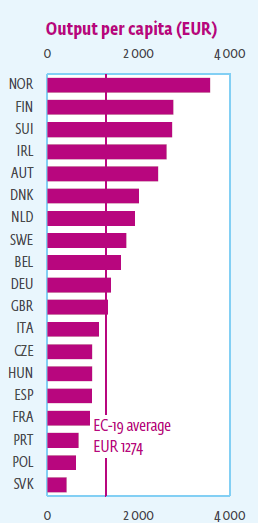 Output per capita (EUR)
0 2 000 4 000
NOR
FIN
SUI
IRL
AUT
DNK
NLD
SWE
BEL
DEU
GBR
ITA
CZE
HUN
ESP
FRA
EC-19 average
PRT
EUR 1274
POL
SVK
0 2 000 4 000